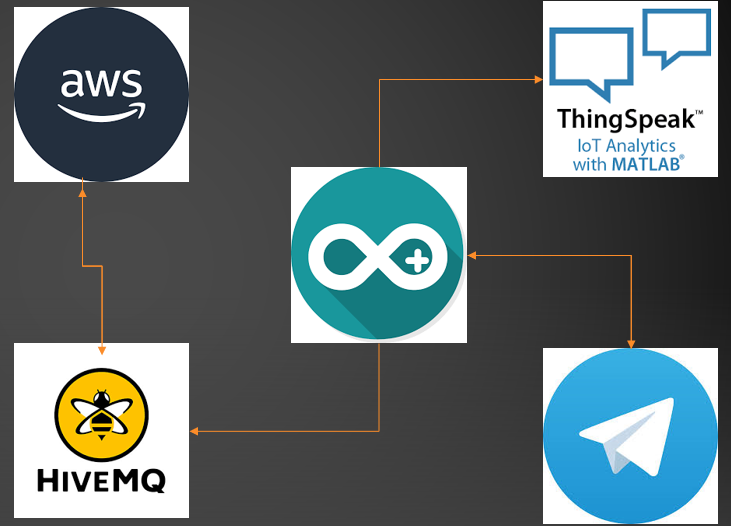 aws
ThingSpeak™
IoT Analytics
with MATLAB®
HIVEMQ